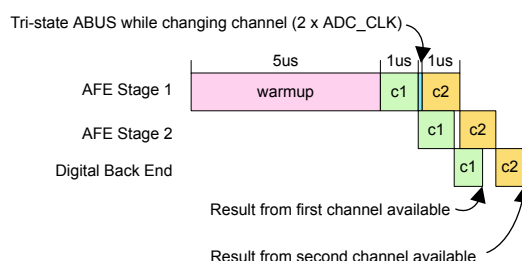 Tri-state ABUS while changing channel (2 x ADC_CLK)
5us 1us 1us
AFE Stage 1 warmup c1 c2
AFE Stage 2 c1 c2
Digital Back End c1 c2
Result from first channel available
Result from second channel available